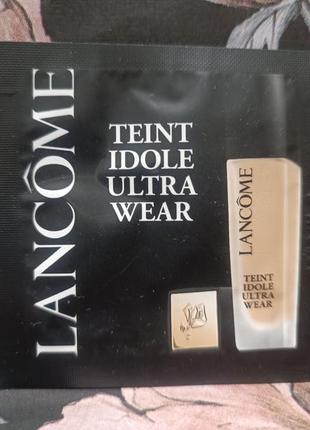 LANCÔME
TEINT
IDOLE
ULTRA
WEAR
LANCÔME
TEINT
IDOLE
ULTRA
WEAR